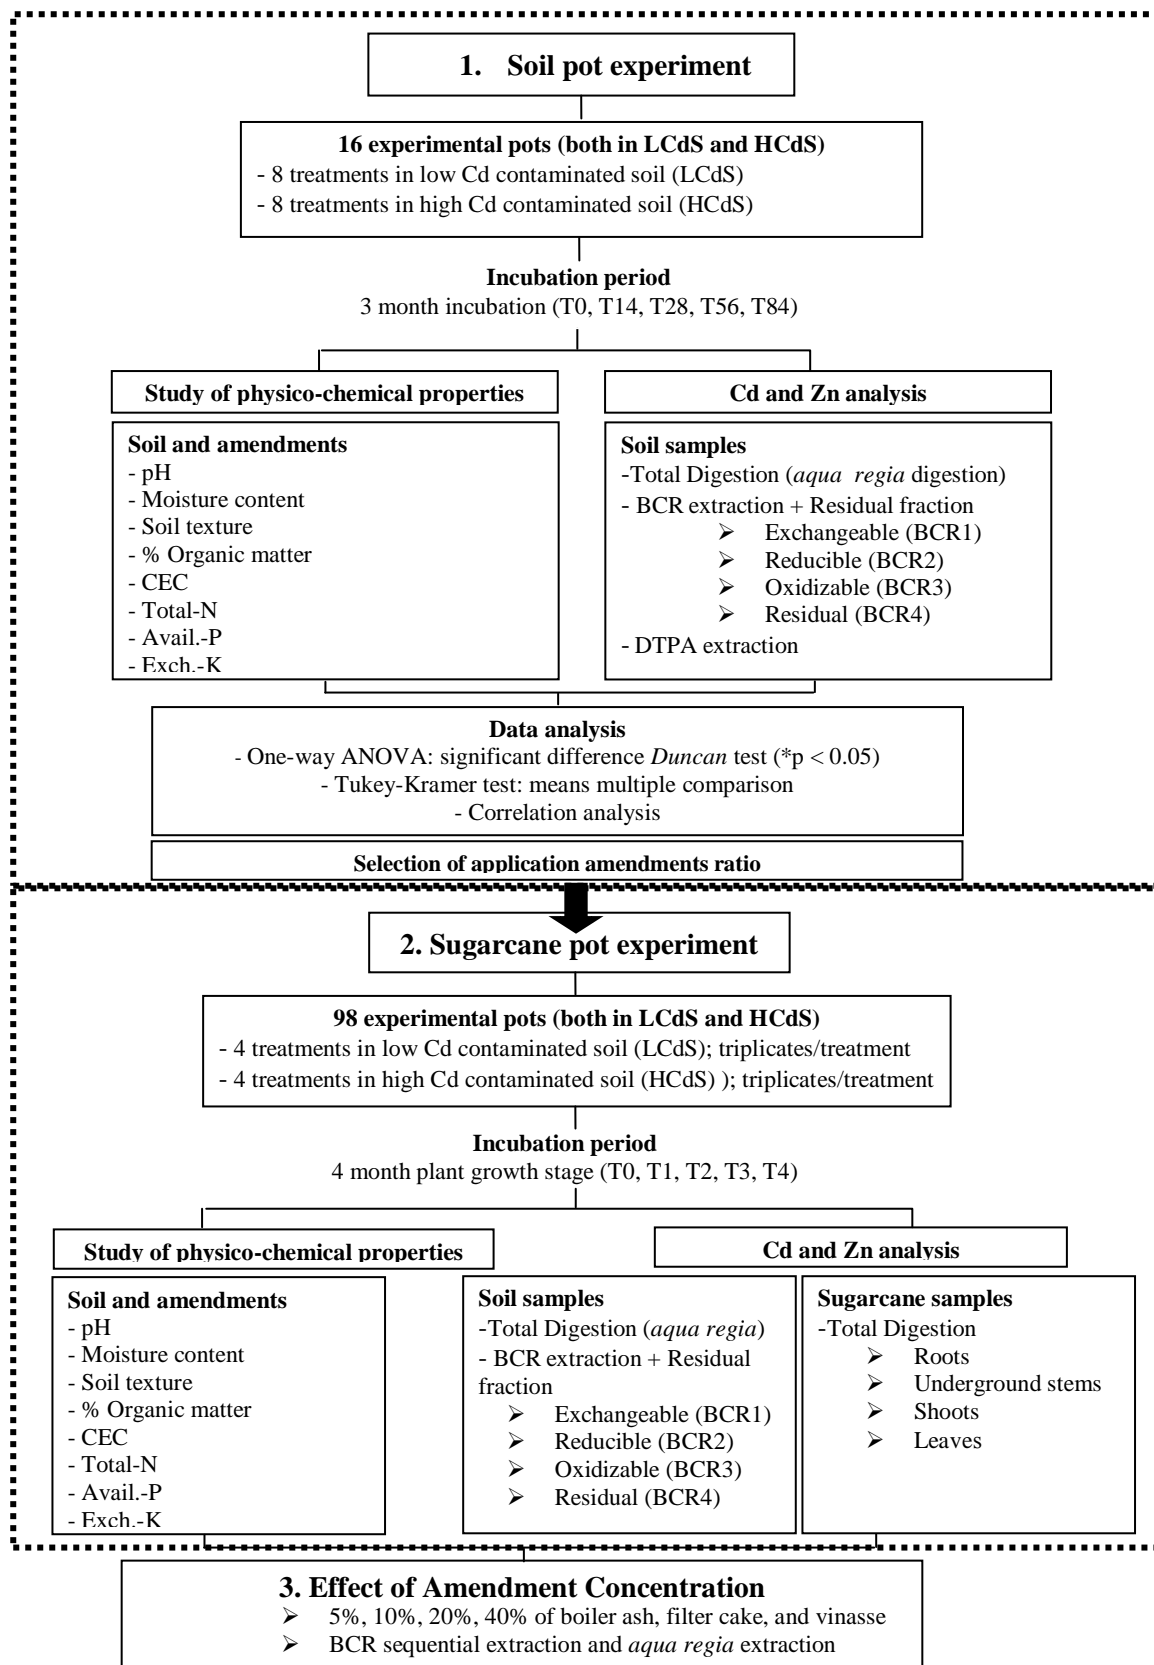 1. Soil pot experiment
16 experimental pots (both in LCdS and HCdS)
- 8 treatments in low Cd contaminated soil (LCdS)
- 8 treatments in high Cd contaminated soil (HCdS)
Incubation period
3 month incubation (T0, T14, T28, T56, T84)
Study of physico-chemical properties
Soil and amendments
- pH
- Moisture content
- Soil texture
- % Organic matter
- CEC
- Total-N
- Avail.-P
- Exch.-K
Cd and Zn analysis
Soil samples
-Total Digestion (aqua regia digestion)
- BCR extraction + Residual fraction
➢ Exchangeable (BCR1)
➢ Reducible (BCR2)
➢ Oxidizable (BCR3)
➢ Residual (BCR4)
- DTPA extraction
Data analysis
- One-way ANOVA: significant difference Duncan test (*p < 0.05)
- Tukey-Kramer test: means multiple comparison
- Correlation analysis
Selection of application amendments ratio
2. Sugarcane pot experiment
98 experimental pots (both in LCdS and HCdS)
- 4 treatments in low Cd contaminated soil (LCdS); triplicates/treatment
- 4 treatments in high Cd contaminated soil (HCdS) ); triplicates/treatment
Incubation period
4 month plant growth stage (T0, T1, T2, T3, T4)
Study of physico-chemical properties
Soil and amendments
- pH
- Moisture content
- Soil texture
- % Organic matter
- CEC
- Total-N
- Avail.-P
- Exch.-K
Cd and Zn analysis
Soil samples
-Total Digestion (aqua regia)
- BCR extraction + Residual
fraction
➢ Exchangeable (BCR1)
➢ Reducible (BCR2)
➢ Oxidizable (BCR3)
➢ Residual (BCR4)
Sugarcane samples
-Total Digestion
➢ Roots
➢ Underground stems
➢ Shoots
➢ Leaves
3. Effect of Amendment Concentration
➢ 5%, 10%, 20%, 40% of boiler ash, filter cake, and vinasse
➢ BCR sequential extraction and aqua regia extraction